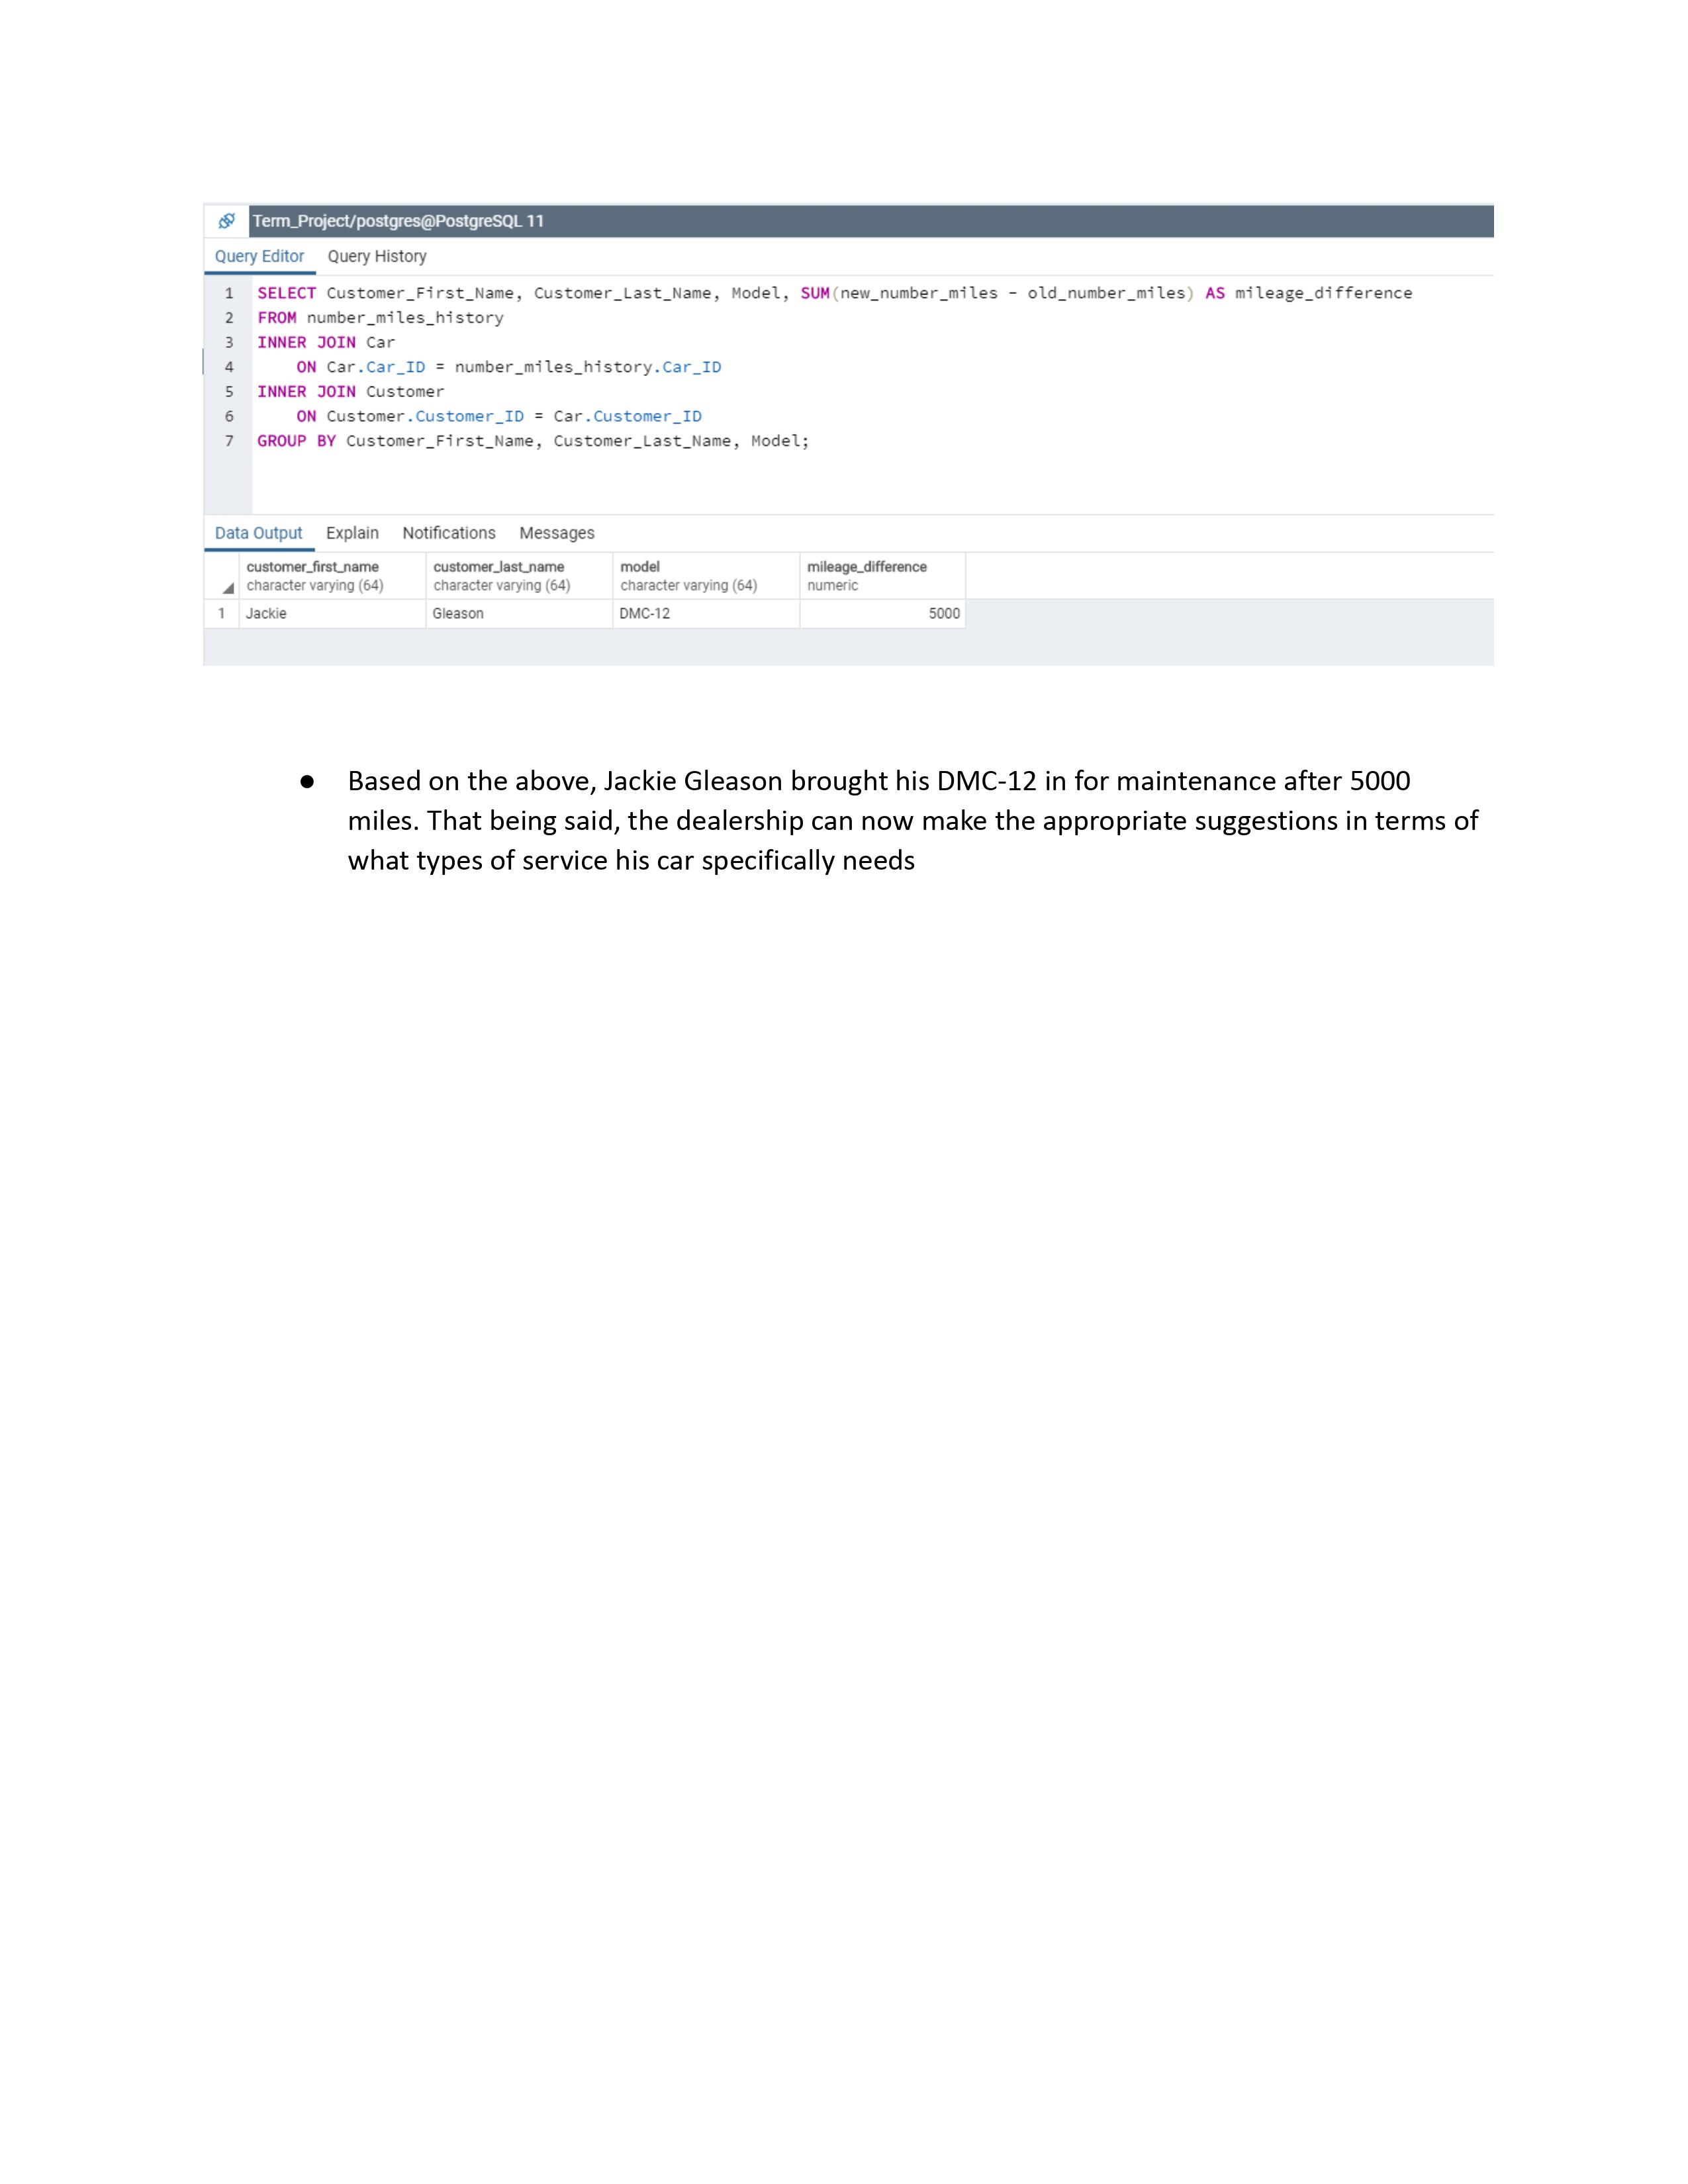 Term_Project/postgres@PostgreSQL 11
Query Editor Query History
1 SELECT Customer_First_Name, Customer_Last_Name, Model, SUM(new_number_miles - old_number_miles) AS mileage_difference
2 FROM number_miles_history
3 INNER JOIN Car
4 ON Car.Car_ID = number_miles_history.Car_ID
5 INNER JOIN Customer
6 ON Customer.Customer_ID = Car.Customer_ID
7 GROUP BY Customer_First_Name, Customer_Last_Name, Model;
Data Output Explain Notifications Messages
customer_first_name customer_last_name model mileage_difference
character varying (64) character varying (64) character varying (64) numeric
1 Jackie Gleason DMC-12 5000
● Based on the above, Jackie Gleason brought his DMC-12 in for maintenance after 5000
miles. That being said, the dealership can now make the appropriate suggestions in terms of
what types of service his car specifically needs